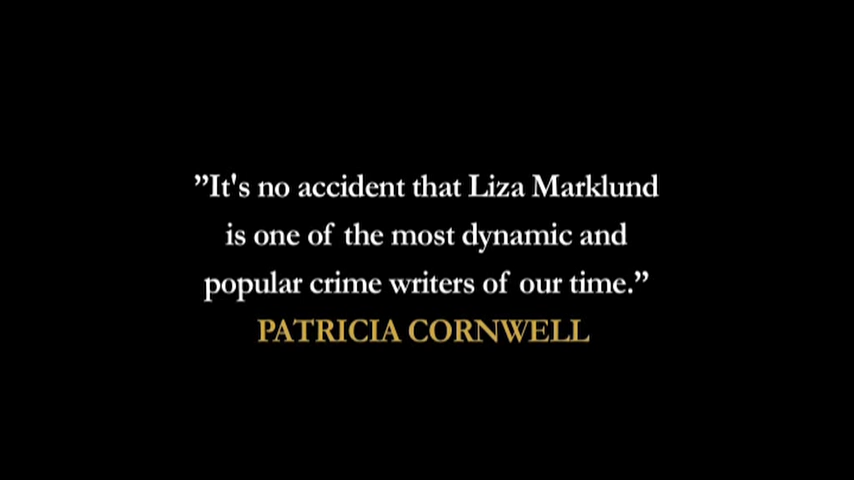 ”It's no accident that Liza Marklund
is one of the most dynamic and
popular crime writers of our time.”
PATRICIA CORNWELL